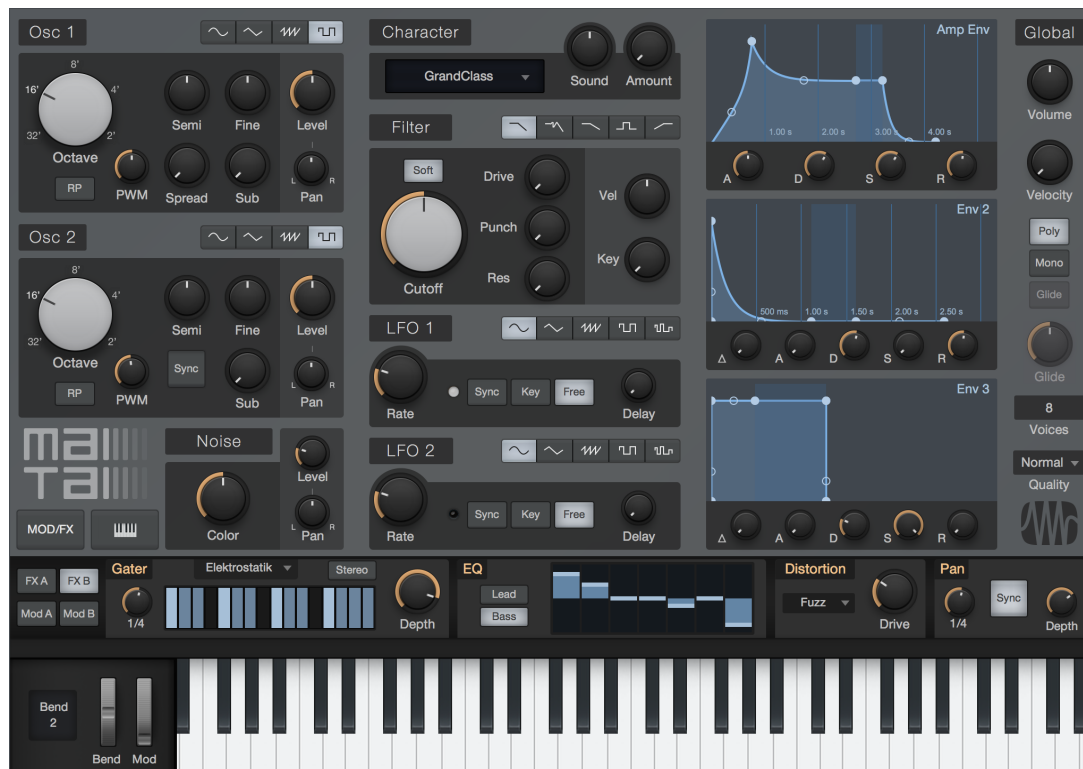 Osc 1
8'
16'
4'
32'
2'
Octave
RP
PWM
Semi
Fine
Level
Spread
Sub
L R
Pan
Osc 2
8'
16'
4'
32'
2'
Octave
RP
PWM
Semi
Fine
Level
Sync
Sub
L R
Pan
mai
Tai
MOD/FX
Noise
Color
Level
L R
Pan
Character
GrandClass
Sound
Amount
Filter
Soft
Cutoff
Drive
Punch
Res
Vel
Key
LFO 1
Rate
Sync
Key
Free
Delay
LFO 2
Rate
Sync
Key
Free
Delay
Amp Env
1.00 s 2.00 s 3.00 s 4.00 s
A D S R
Env 2
500 ms 1.00 s 1.50 s 2.00 s 2.50 s
Δ A D S R
Env 3
Δ A D S R
Global
Volume
Velocity
Poly
Mono
Glide
Glide
8
Voices
Normal
Quality
FX A
FX B
Mod A
Mod B
Gater
Elektrostatik
Stereo
1/4
Depth
EQ
Lead
Bass
Distortion
Fuzz
Drive
Pan
1/4
Sync
Depth
Bend
2
Bend
Mod